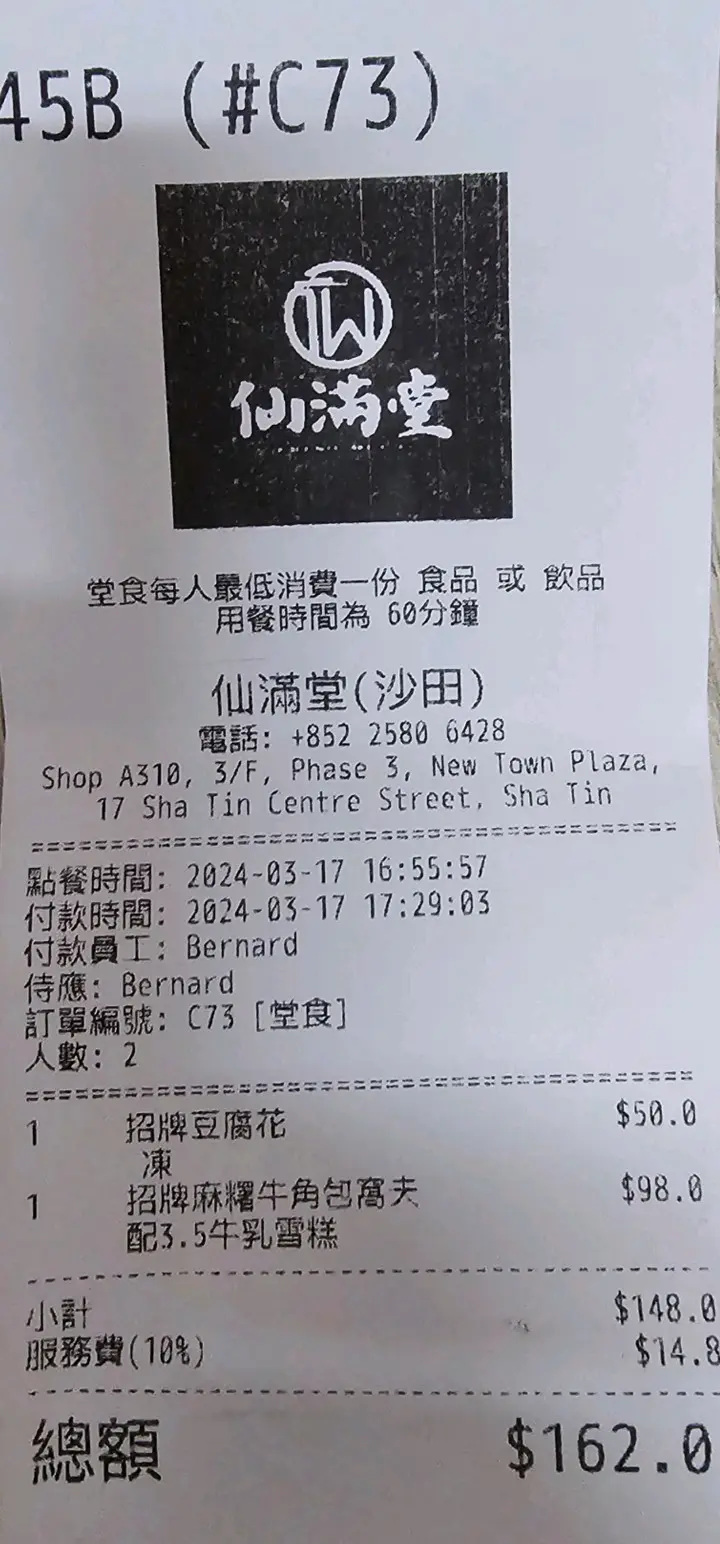 45B (#C73)
仙滿堂
堂食每人最低消費一份 食品 或 飲品
用餐時間為 60分鐘
仙滿堂(沙田)
電話: +852 2580 6428
Shop A310, 3/F, Phase 3, New Town Plaza,
17 Sha Tin Centre Street, Sha Tin
點餐時間: 2024-03-17 16:55:57
付款時間: 2024-03-17 17:29:03
付款員工: Bernard
侍應: Bernard
訂單編號: C73 [堂食]
人數: 2
1 招牌豆腐花 $50.0
凍
1 招牌麻糬牛角包窩夫 $98.0
配3.5牛乳雪糕
小計 $148.0
服務費(10%) $14.8
總額 $162.0